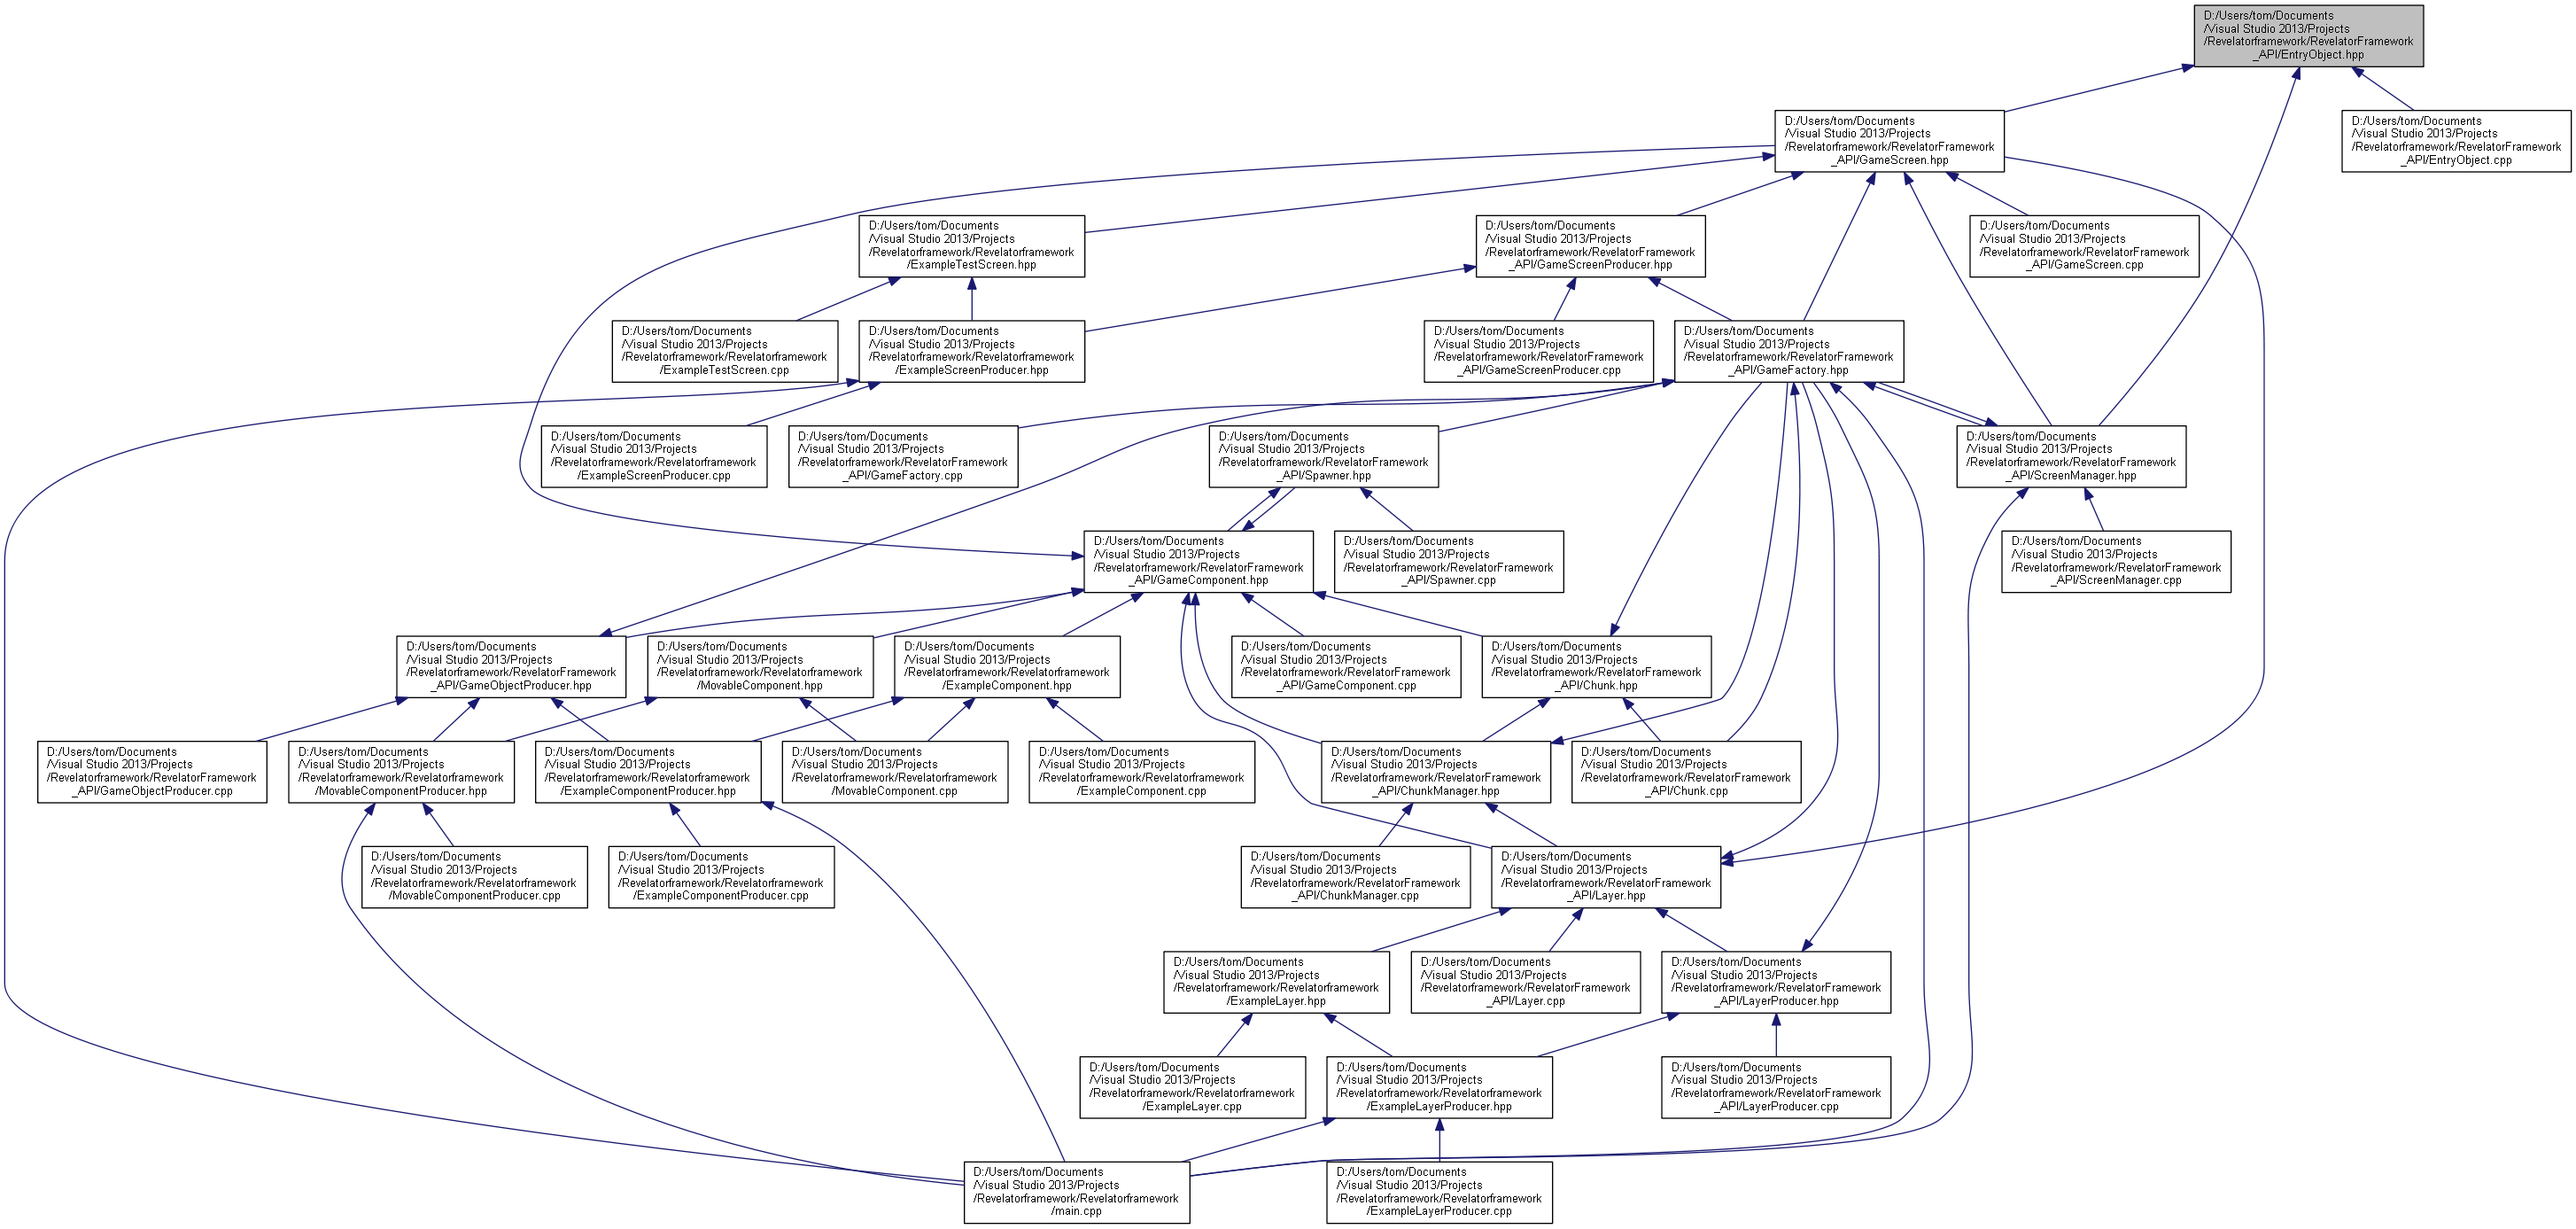 D:/Users/tom/Documents
/Visual Studio 2013/Projects
/Revelatorframework/RevelatorFramework
_API/EntryObject.hpp
D:/Users/tom/Documents
/Visual Studio 2013/Projects
/Revelatorframework/RevelatorFramework
_API/GameScreen.hpp
D:/Users/tom/Documents
/Visual Studio 2013/Projects
/Revelatorframework/RevelatorFramework
_API/EntryObject.cpp
D:/Users/tom/Documents
/Visual Studio 2013/Projects
/Revelatorframework/Revelatorframework
/ExampleTestScreen.hpp
D:/Users/tom/Documents
/Visual Studio 2013/Projects
/Revelatorframework/RevelatorFramework
_API/GameScreenProducer.hpp
D:/Users/tom/Documents
/Visual Studio 2013/Projects
/Revelatorframework/RevelatorFramework
_API/GameScreen.cpp
D:/Users/tom/Documents
/Visual Studio 2013/Projects
/Revelatorframework/Revelatorframework
/ExampleTestScreen.cpp
D:/Users/tom/Documents
/Visual Studio 2013/Projects
/Revelatorframework/Revelatorframework
/ExampleScreenProducer.hpp
D:/Users/tom/Documents
/Visual Studio 2013/Projects
/Revelatorframework/RevelatorFramework
_API/GameScreenProducer.cpp
D:/Users/tom/Documents
/Visual Studio 2013/Projects
/Revelatorframework/RevelatorFramework
_API/GameFactory.hpp
D:/Users/tom/Documents
/Visual Studio 2013/Projects
/Revelatorframework/Revelatorframework
/ExampleScreenProducer.cpp
D:/Users/tom/Documents
/Visual Studio 2013/Projects
/Revelatorframework/RevelatorFramework
_API/GameFactory.cpp
D:/Users/tom/Documents
/Visual Studio 2013/Projects
/Revelatorframework/RevelatorFramework
_API/Spawner.hpp
D:/Users/tom/Documents
/Visual Studio 2013/Projects
/Revelatorframework/RevelatorFramework
_API/ScreenManager.hpp
D:/Users/tom/Documents
/Visual Studio 2013/Projects
/Revelatorframework/RevelatorFramework
_API/GameComponent.hpp
D:/Users/tom/Documents
/Visual Studio 2013/Projects
/Revelatorframework/RevelatorFramework
_API/Spawner.cpp
D:/Users/tom/Documents
/Visual Studio 2013/Projects
/Revelatorframework/RevelatorFramework
_API/ScreenManager.cpp
D:/Users/tom/Documents
/Visual Studio 2013/Projects
/Revelatorframework/RevelatorFramework
_API/GameObjectProducer.hpp
D:/Users/tom/Documents
/Visual Studio 2013/Projects
/Revelatorframework/Revelatorframework
/MovableComponent.hpp
D:/Users/tom/Documents
/Visual Studio 2013/Projects
/Revelatorframework/Revelatorframework
/ExampleComponent.hpp
D:/Users/tom/Documents
/Visual Studio 2013/Projects
/Revelatorframework/RevelatorFramework
_API/GameComponent.cpp
D:/Users/tom/Documents
/Visual Studio 2013/Projects
/Revelatorframework/RevelatorFramework
_API/Chunk.hpp
D:/Users/tom/Documents
/Visual Studio 2013/Projects
/Revelatorframework/RevelatorFramework
_API/GameObjectProducer.cpp
D:/Users/tom/Documents
/Visual Studio 2013/Projects
/Revelatorframework/Revelatorframework
/MovableComponentProducer.hpp
D:/Users/tom/Documents
/Visual Studio 2013/Projects
/Revelatorframework/Revelatorframework
/ExampleComponentProducer.hpp
D:/Users/tom/Documents
/Visual Studio 2013/Projects
/Revelatorframework/Revelatorframework
/MovableComponent.cpp
D:/Users/tom/Documents
/Visual Studio 2013/Projects
/Revelatorframework/Revelatorframework
/ExampleComponent.cpp
D:/Users/tom/Documents
/Visual Studio 2013/Projects
/Revelatorframework/RevelatorFramework
_API/ChunkManager.hpp
D:/Users/tom/Documents
/Visual Studio 2013/Projects
/Revelatorframework/RevelatorFramework
_API/Chunk.cpp
D:/Users/tom/Documents
/Visual Studio 2013/Projects
/Revelatorframework/Revelatorframework
/MovableComponentProducer.cpp
D:/Users/tom/Documents
/Visual Studio 2013/Projects
/Revelatorframework/Revelatorframework
/ExampleComponentProducer.cpp
D:/Users/tom/Documents
/Visual Studio 2013/Projects
/Revelatorframework/RevelatorFramework
_API/ChunkManager.cpp
D:/Users/tom/Documents
/Visual Studio 2013/Projects
/Revelatorframework/RevelatorFramework
_API/Layer.hpp
D:/Users/tom/Documents
/Visual Studio 2013/Projects
/Revelatorframework/Revelatorframework
/ExampleLayer.hpp
D:/Users/tom/Documents
/Visual Studio 2013/Projects
/Revelatorframework/RevelatorFramework
_API/Layer.cpp
D:/Users/tom/Documents
/Visual Studio 2013/Projects
/Revelatorframework/RevelatorFramework
_API/LayerProducer.hpp
D:/Users/tom/Documents
/Visual Studio 2013/Projects
/Revelatorframework/Revelatorframework
/ExampleLayer.cpp
D:/Users/tom/Documents
/Visual Studio 2013/Projects
/Revelatorframework/Revelatorframework
/ExampleLayerProducer.hpp
D:/Users/tom/Documents
/Visual Studio 2013/Projects
/Revelatorframework/RevelatorFramework
_API/LayerProducer.cpp
D:/Users/tom/Documents
/Visual Studio 2013/Projects
/Revelatorframework/Revelatorframework
/main.cpp
D:/Users/tom/Documents
/Visual Studio 2013/Projects
/Revelatorframework/Revelatorframework
/ExampleLayerProducer.cpp